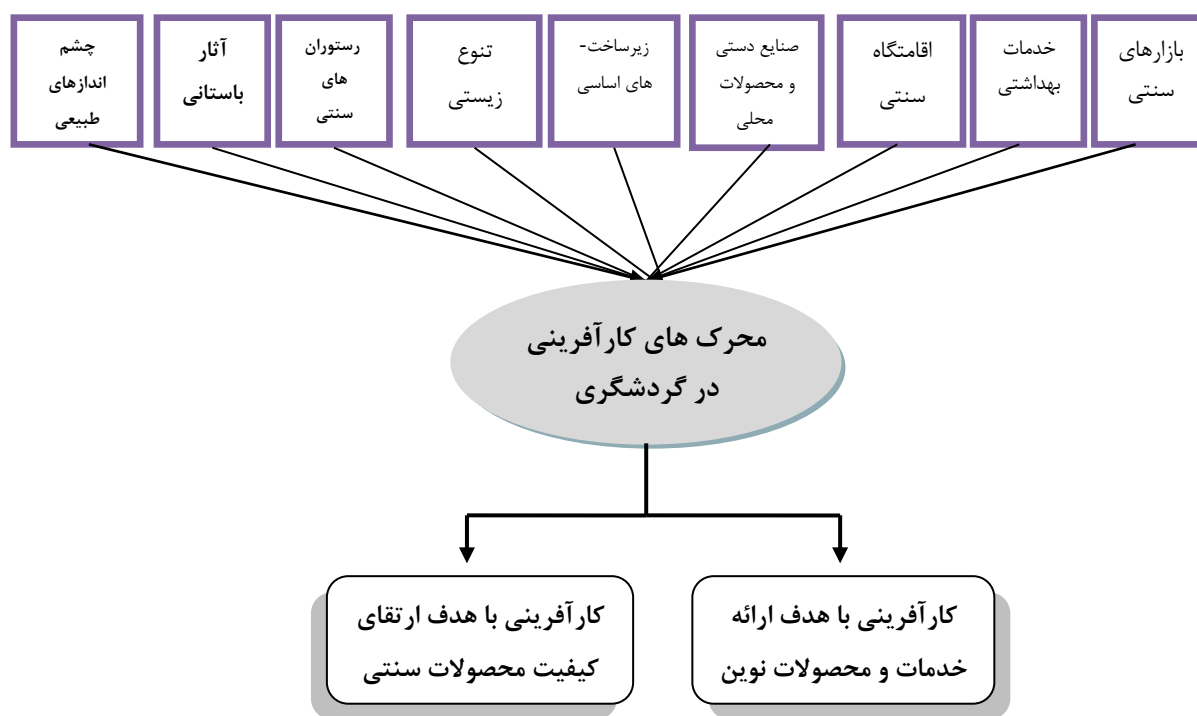 بازارهای
سنتی
خدمات
بهداشتی
اقامتگاه
سنتی
صنایع دستی
و محصولات
محلی
زیرساخت-
های اساسی
تنوع
زیستی
رستوران
های
سنتی
آثار
باستانی
چشم
اندازهای
طبیعی
محرک های کارآفرینی
در گردشگری
کارآفرینی با هدف ارائه
خدمات و محصولات نوین
کارآفرینی با هدف ارتقای
کیفیت محصولات سنتی